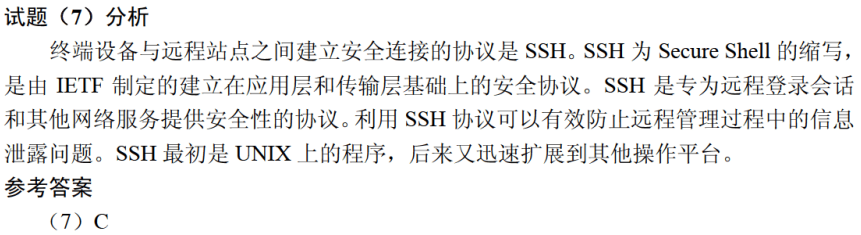 试题（7）分析
终端设备与远程站点之间建立安全连接的协议是 SSH。SSH 为 Secure Shell 的缩写，
是由 IETF 制定的建立在应用层和传输层基础上的安全协议。SSH 是专为远程登录会话
和其他网络服务提供安全性的协议。利用 SSH 协议可以有效防止远程管理过程中的信息
泄露问题。SSH 最初是 UNIX 上的程序，后来又迅速扩展到其他操作平台。
参考答案
（7）C